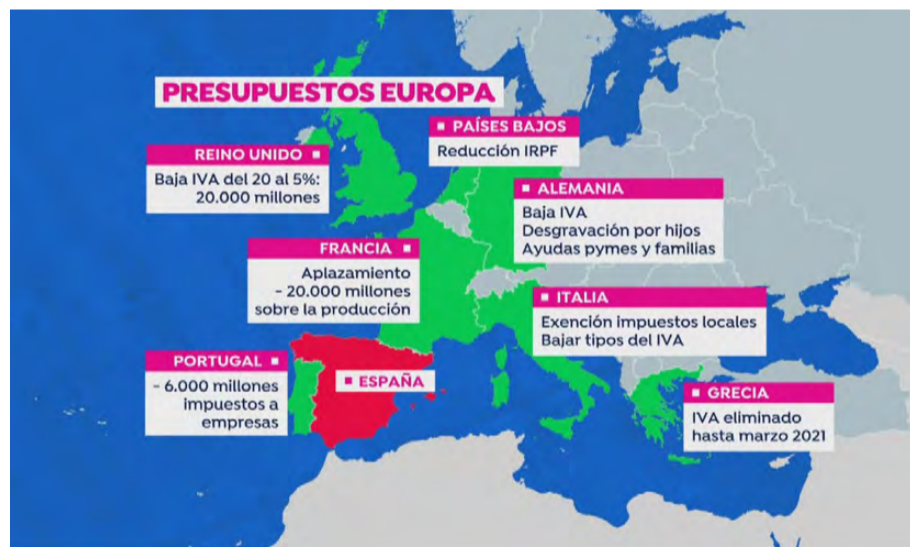 PRESUPUESTOS EUROPA
PAÍSES BAJOS
Reducción IRPF
REINO UNIDO
Baja IVA del 20 al 5%:
20.000 millones
ALEMANIA
Baja IVA
Desgravación por hijos
Ayudas pymes y familias
FRANCIA
Aplazamiento
- 20.000 millones
sobre la producción
ITALIA
Exención impuestos locales
Bajar tipos del IVA
PORTUGAL
- 6.000 millones
impuestos a
empresas
ESPAÑA
GRECIA
IVA eliminado
hasta marzo 2021